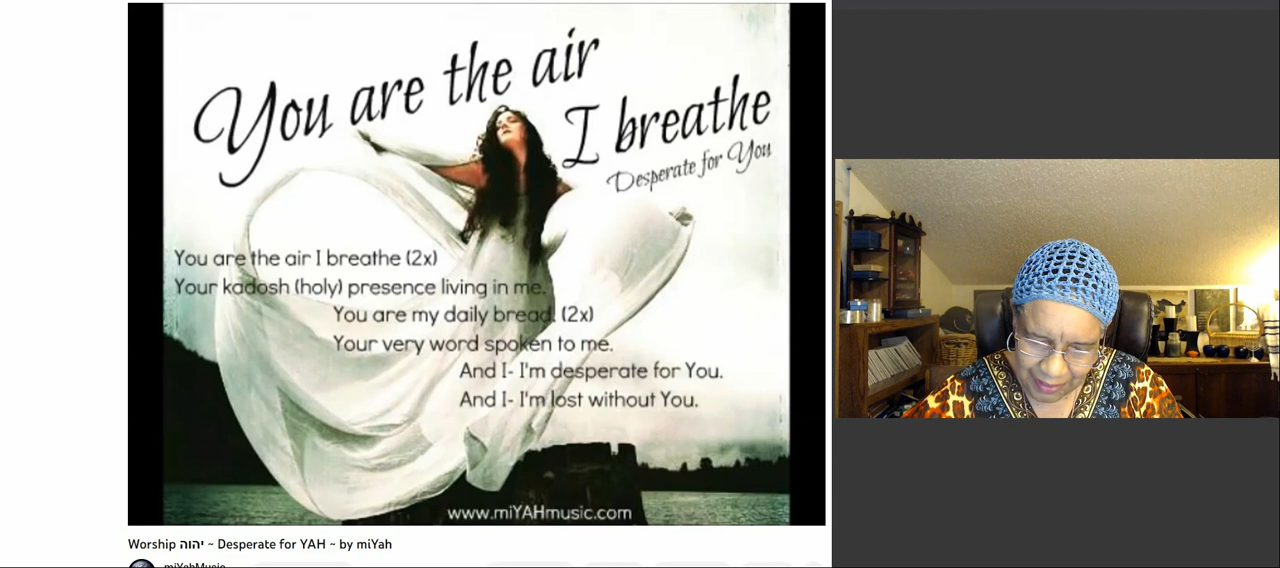 You are the air
I breathe
Desperate for You
You are the air I breathe (2x)
Your kadosh (holy) presence living in me.
You are my daily bread. (2x)
Your very word spoken to me.
And I- I'm desperate for You.
And I- I'm lost without You.
www.miYAHmusic.com
Worship יהוה ~ Desperate for YAH ~ by miYah
miYahMusic